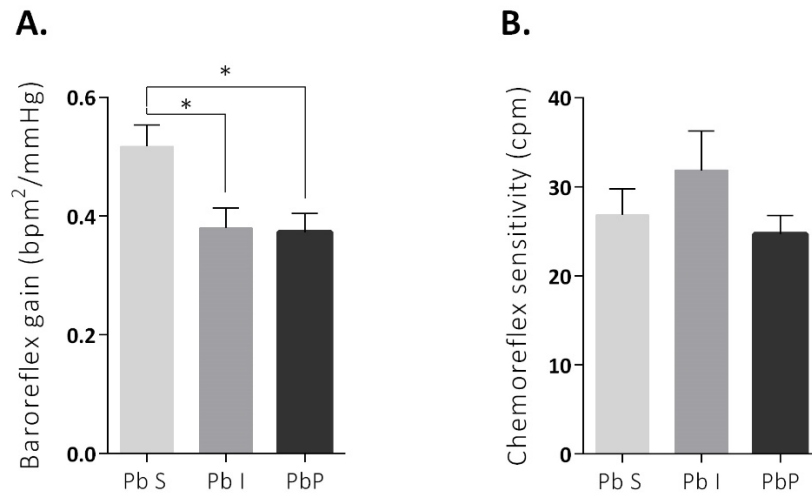 A.
Baroreflex gain (bpm²/mmHg)
0.6
0.4
0.2
0.0
*
*
Pb S Pb I PbP
B.
Chemoreflex sensitivity (cpm)
40
30
20
10
0
Pb S Pb I PbP